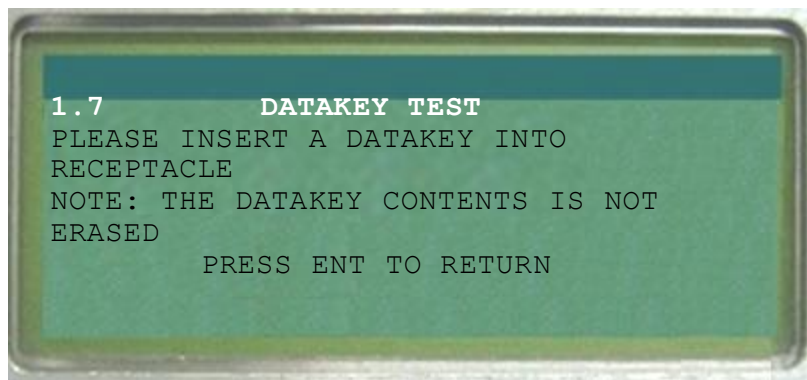 1.7 DATAKEY TEST
PLEASE INSERT A DATAKEY INTO
RECEPTACLE
NOTE: THE DATAKEY CONTENTS IS NOT
ERASED
PRESS ENT TO RETURN